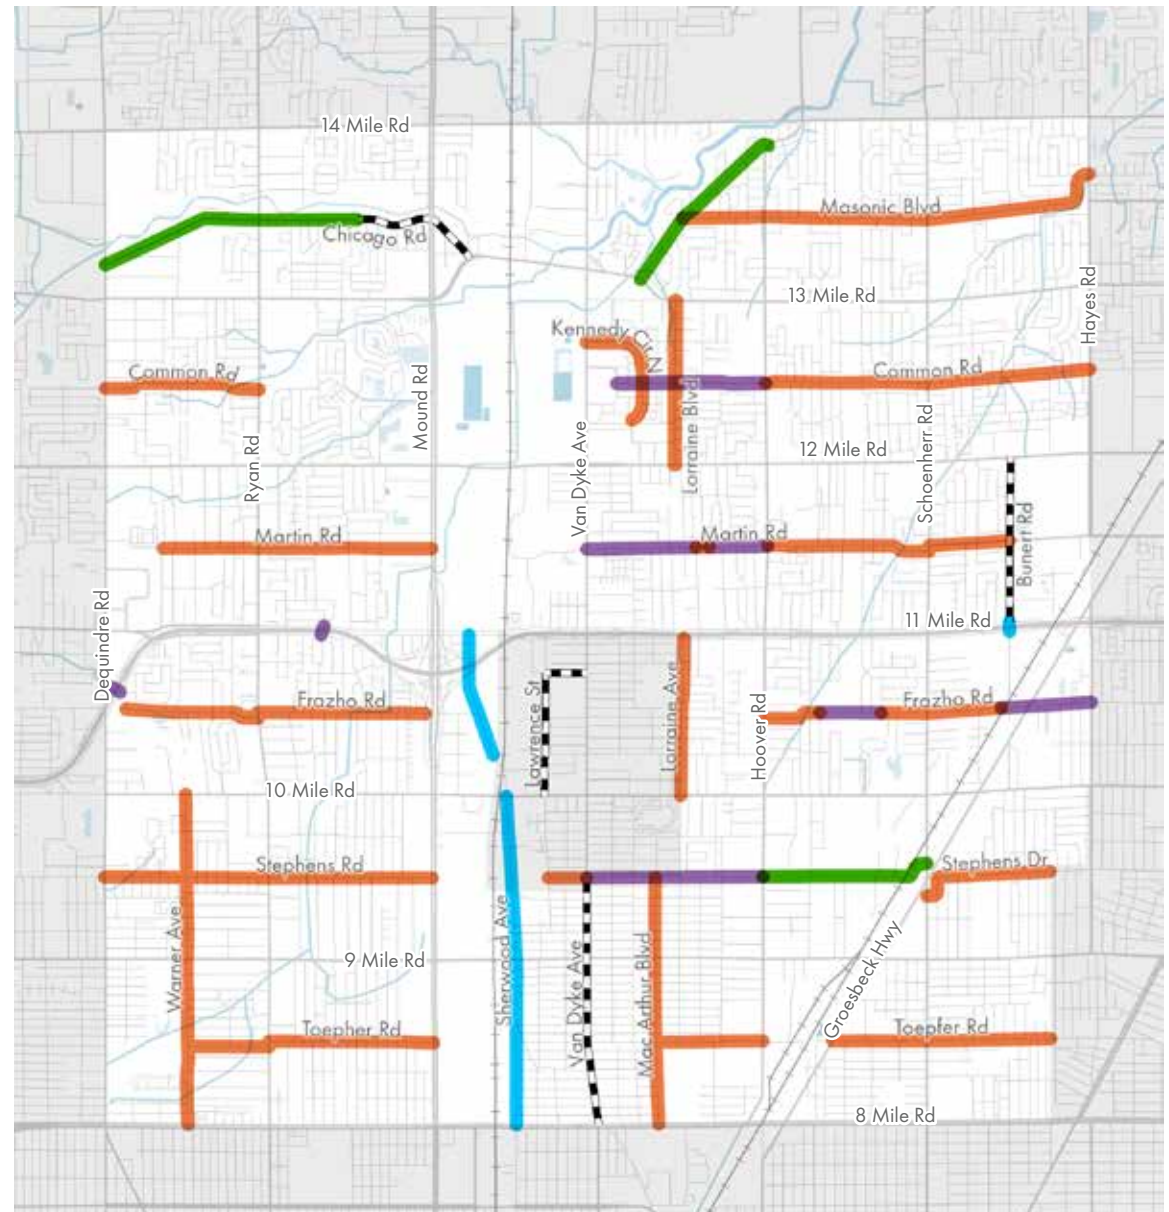 14 Mile Rd
Masonic Blvd
Chicago Rd
Hayes Rd
13 Mile Rd
Kennedy Cir N
Common Rd
Common Rd
Mound Rd
Lorraine Blvd
Ryan Rd
Van Dyke Ave
12 Mile Rd
Schoenherr Rd
Martin Rd
Martin Rd
Bunert Rd
Dequindre Rd
11 Mile Rd
Frazho Rd
Lawrence St
Lorraine Ave
Hoover Rd
Frazho Rd
10 Mile Rd
Stephens Rd
Stephens Dr
Warner Ave
Sherwood Ave
Van Dyke Ave
Mac Arthur Blvd
Groesbeck Hwy
9 Mile Rd
Toepher Rd
Toepfer Rd
8 Mile Rd